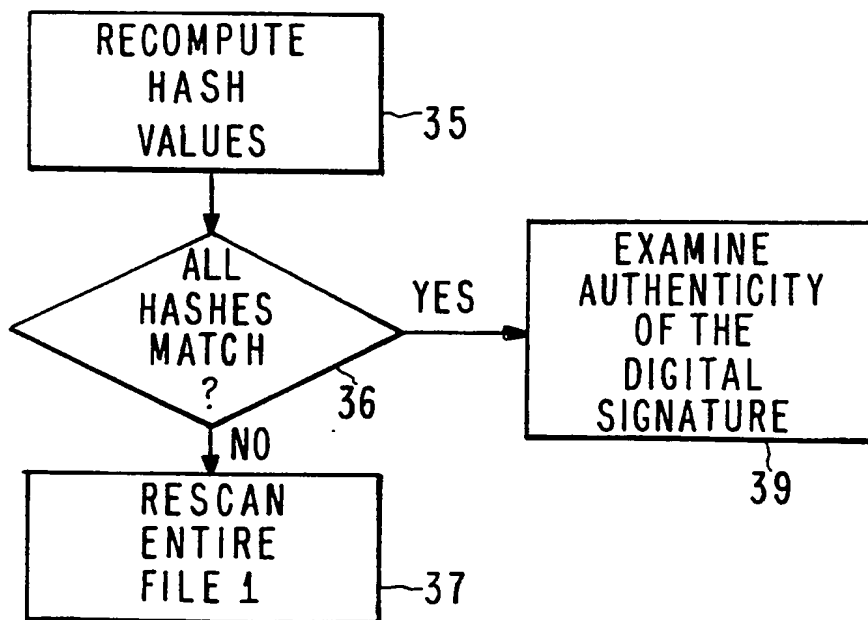 RECOMPUTE
HASH
VALUES
35
ALL
HASHES
MATCH
?
36
YES
EXAMINE
AUTHENTICITY
OF THE
DIGITAL
SIGNATURE
39
NO
RESCAN
ENTIRE
FILE 1
37